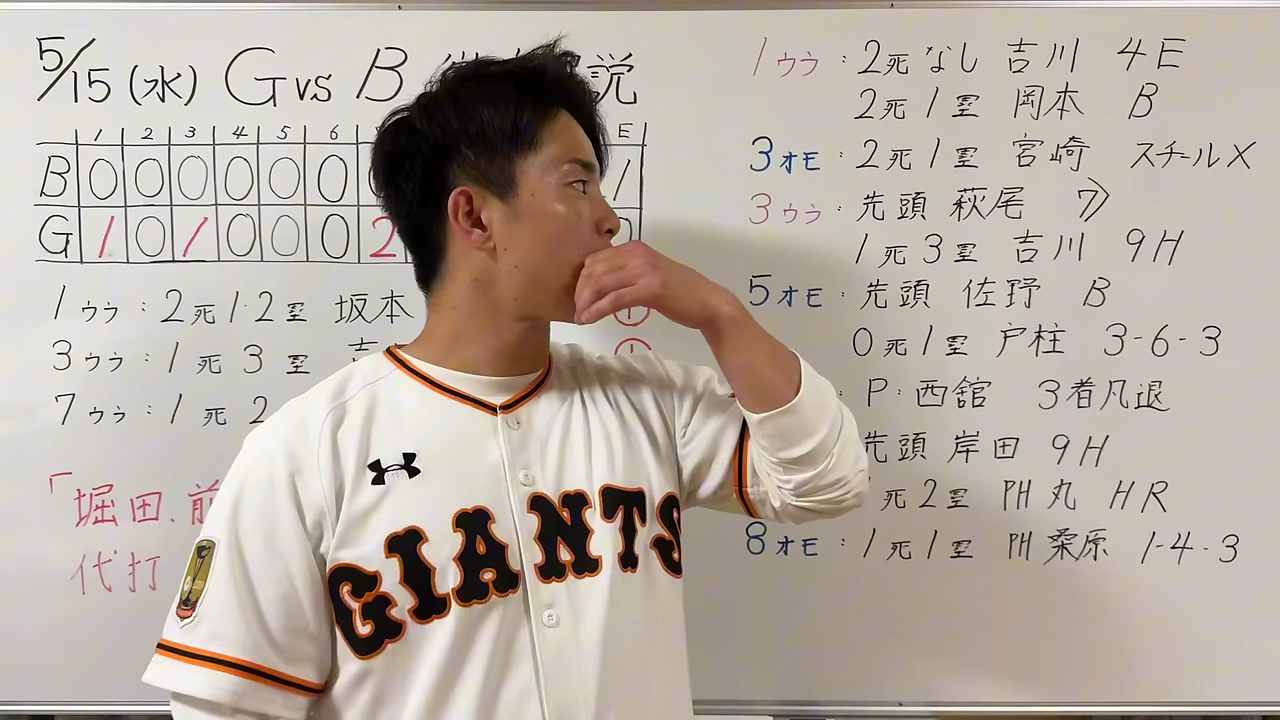 5/15 (水) G vs B 説
1 2 3 4 5 6 E
B 0 0 0 0 0 0 1
G 1 0 1 0 0 0 2
1ウラ:2死1・2塁 坂本
3ウラ:1死3塁
7ウラ:1死2
「堀田、前
代打
1ウラ:2死なし 吉川 4E
2死1塁 岡本 B
3オモ:2死1塁 宮崎 スチールX
3ウラ:先頭 萩尾 7》
1死3塁 吉川 9H
5オモ:先頭 佐野 B
0死1塁 戸柱 3-6-3
P:西舘 3者凡退
先頭 岸田 9H
1死2塁 PH丸 HR
8オモ:1死1塁 PH桑原 1-4-3
GIANTS